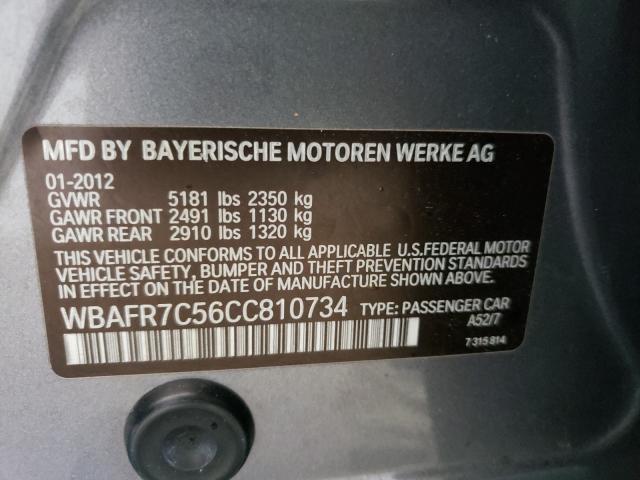 MFD BY BAYERISCHE MOTOREN WERKE AG
01-2012
GVWR 5181 lbs 2350 kg
GAWR FRONT 2491 lbs 1130 kg
GAWR REAR 2910 lbs 1320 kg
THIS VEHICLE CONFORMS TO ALL APPLICABLE U.S.FEDERAL MOTOR
VEHICLE SAFETY, BUMPER AND THEFT PREVENTION STANDARDS
IN EFFECT ON THE DATE OF MANUFACTURE SHOWN ABOVE.
WBAFR7C56CC810734 TYPE: PASSENGER CAR
A52/7
7 315 814